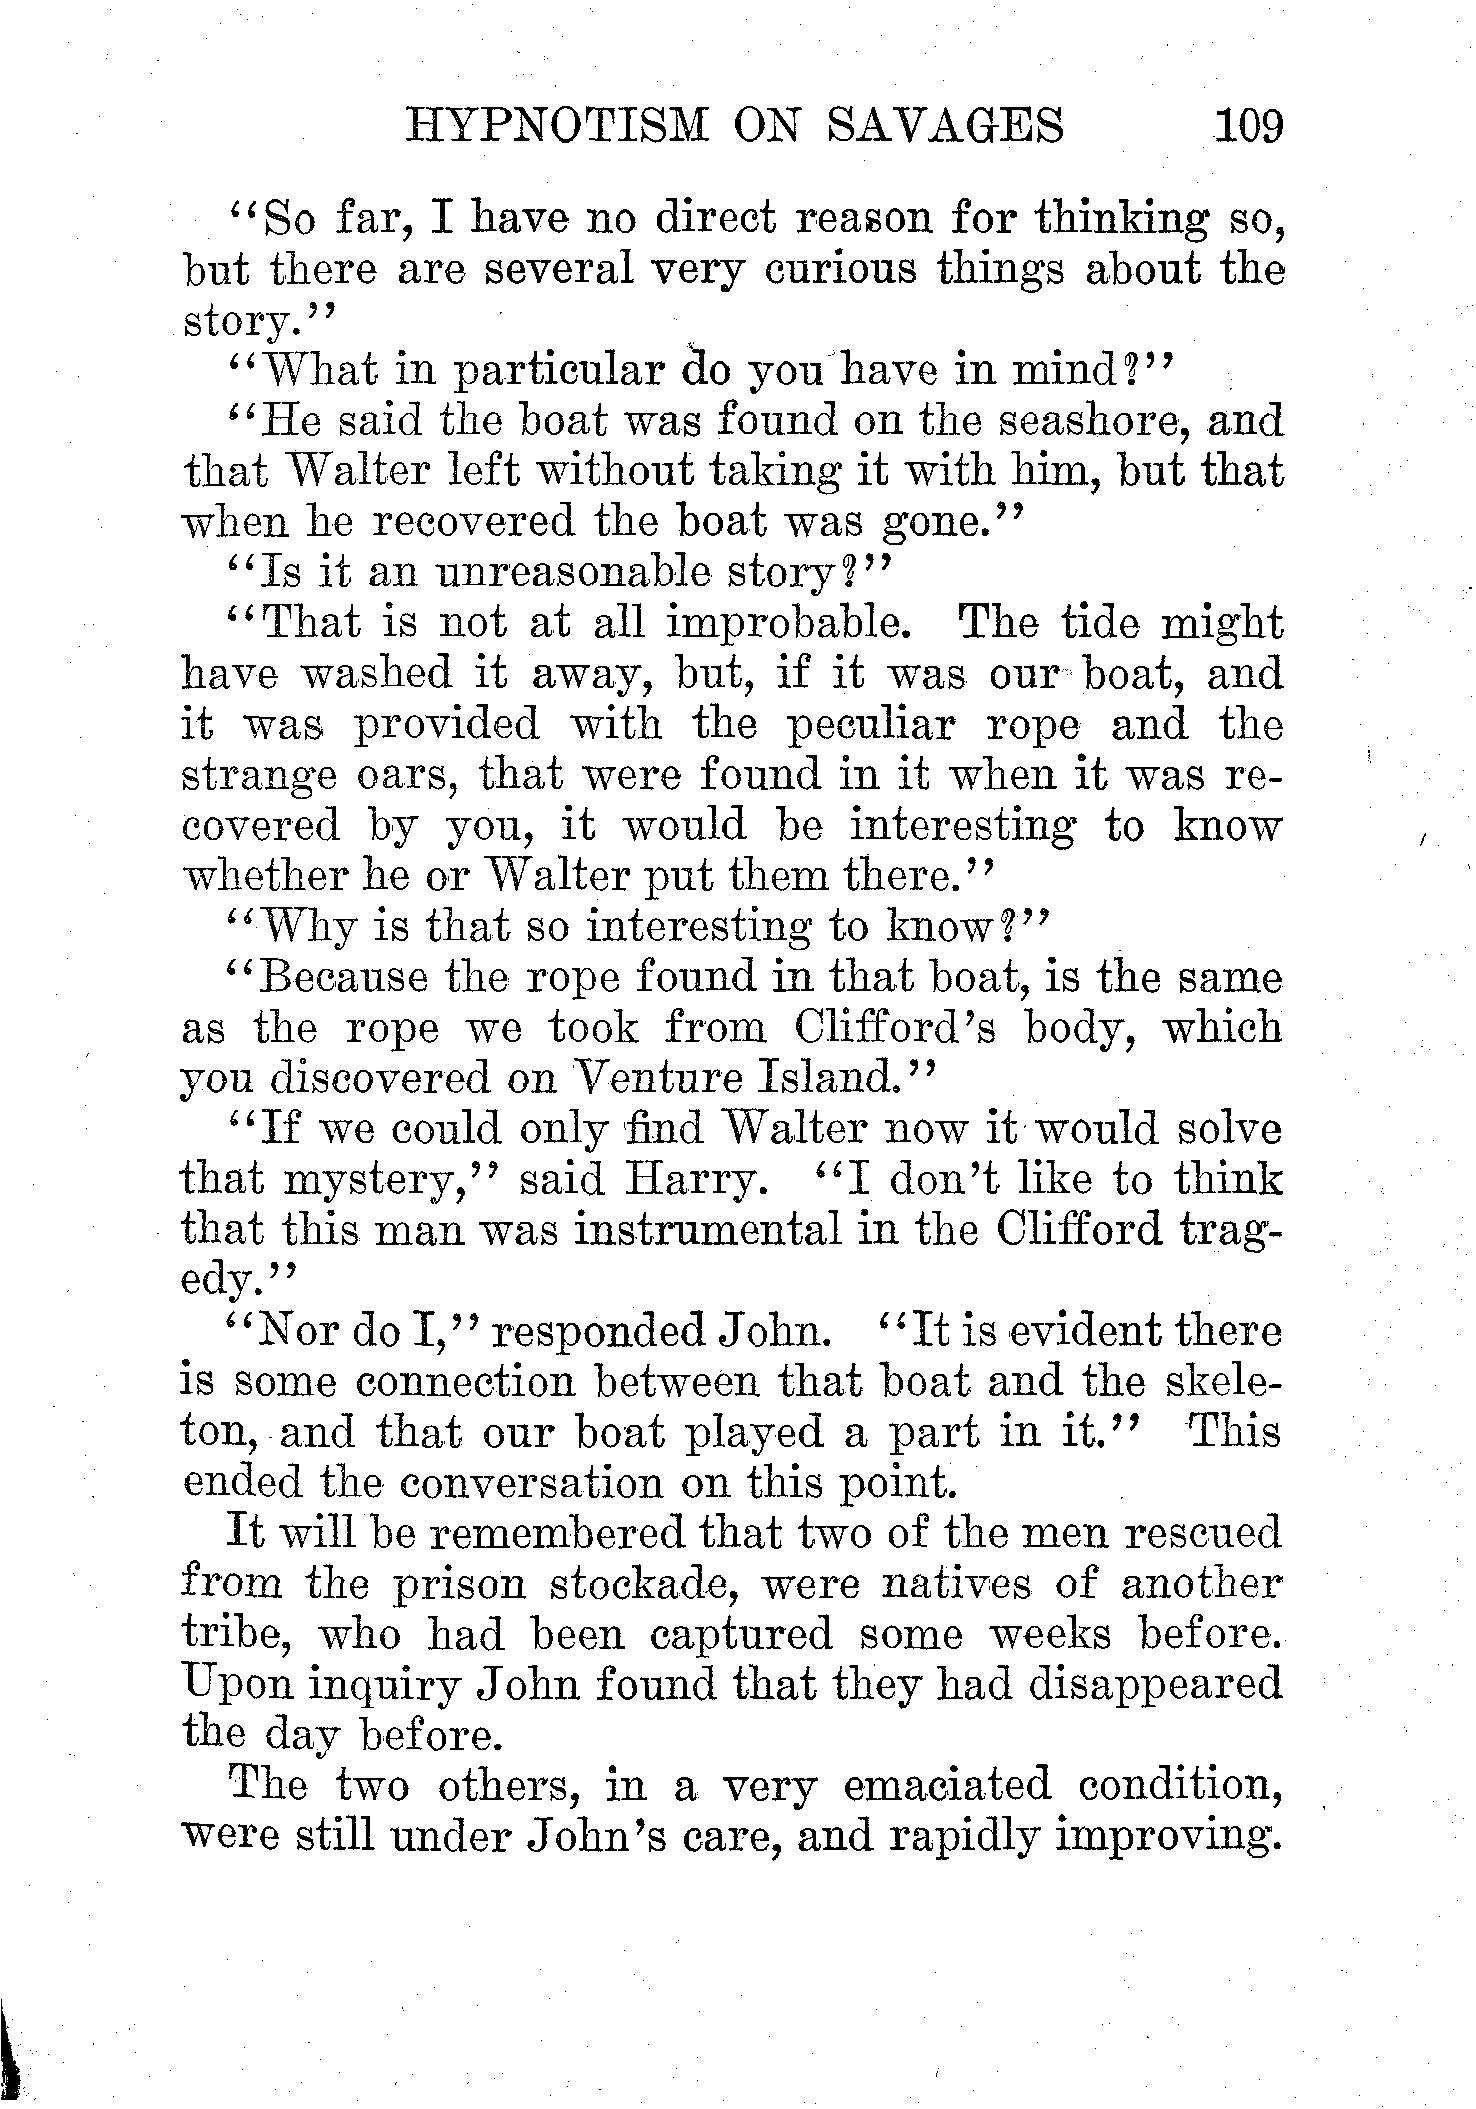 HYPNOTISM ON SAVAGES 109
"So far, I have no direct reason for thinking so,
but there are several very curious things about the
story."
"What in particular do you have in mind?"
"He said the boat was found on the seashore, and
that Walter left without taking it with him, but that
when he recovered the boat was gone."
"Is it an unreasonable story?"
"That is not at all improbable. The tide might
have washed it away, but, if it was our boat, and
it was provided with the peculiar rope and the
strange oars, that were found in it when it was re-
covered by you, it would be interesting to know
whether he or Walter put them there."
"Why is that so interesting to know?"
"Because the rope found in that boat, is the same
as the rope we took from Clifford's body, which
you discovered on Venture Island."
"If we could only find Walter now it would solve
that mystery," said Harry. "I don't like to think
that this man was instrumental in the Clifford trag-
edy."
"Nor do I," responded John. "It is evident there
is some connection between that boat and the skele-
ton, and that our boat played a part in it." This
ended the conversation on this point.
It will be remembered that two of the men rescued
from the prison stockade, were natives of another
tribe, who had been captured some weeks before.
Upon inquiry John found that they had disappeared
the day before.
The two others, in a very emaciated condition,
were still under John's care, and rapidly improving.